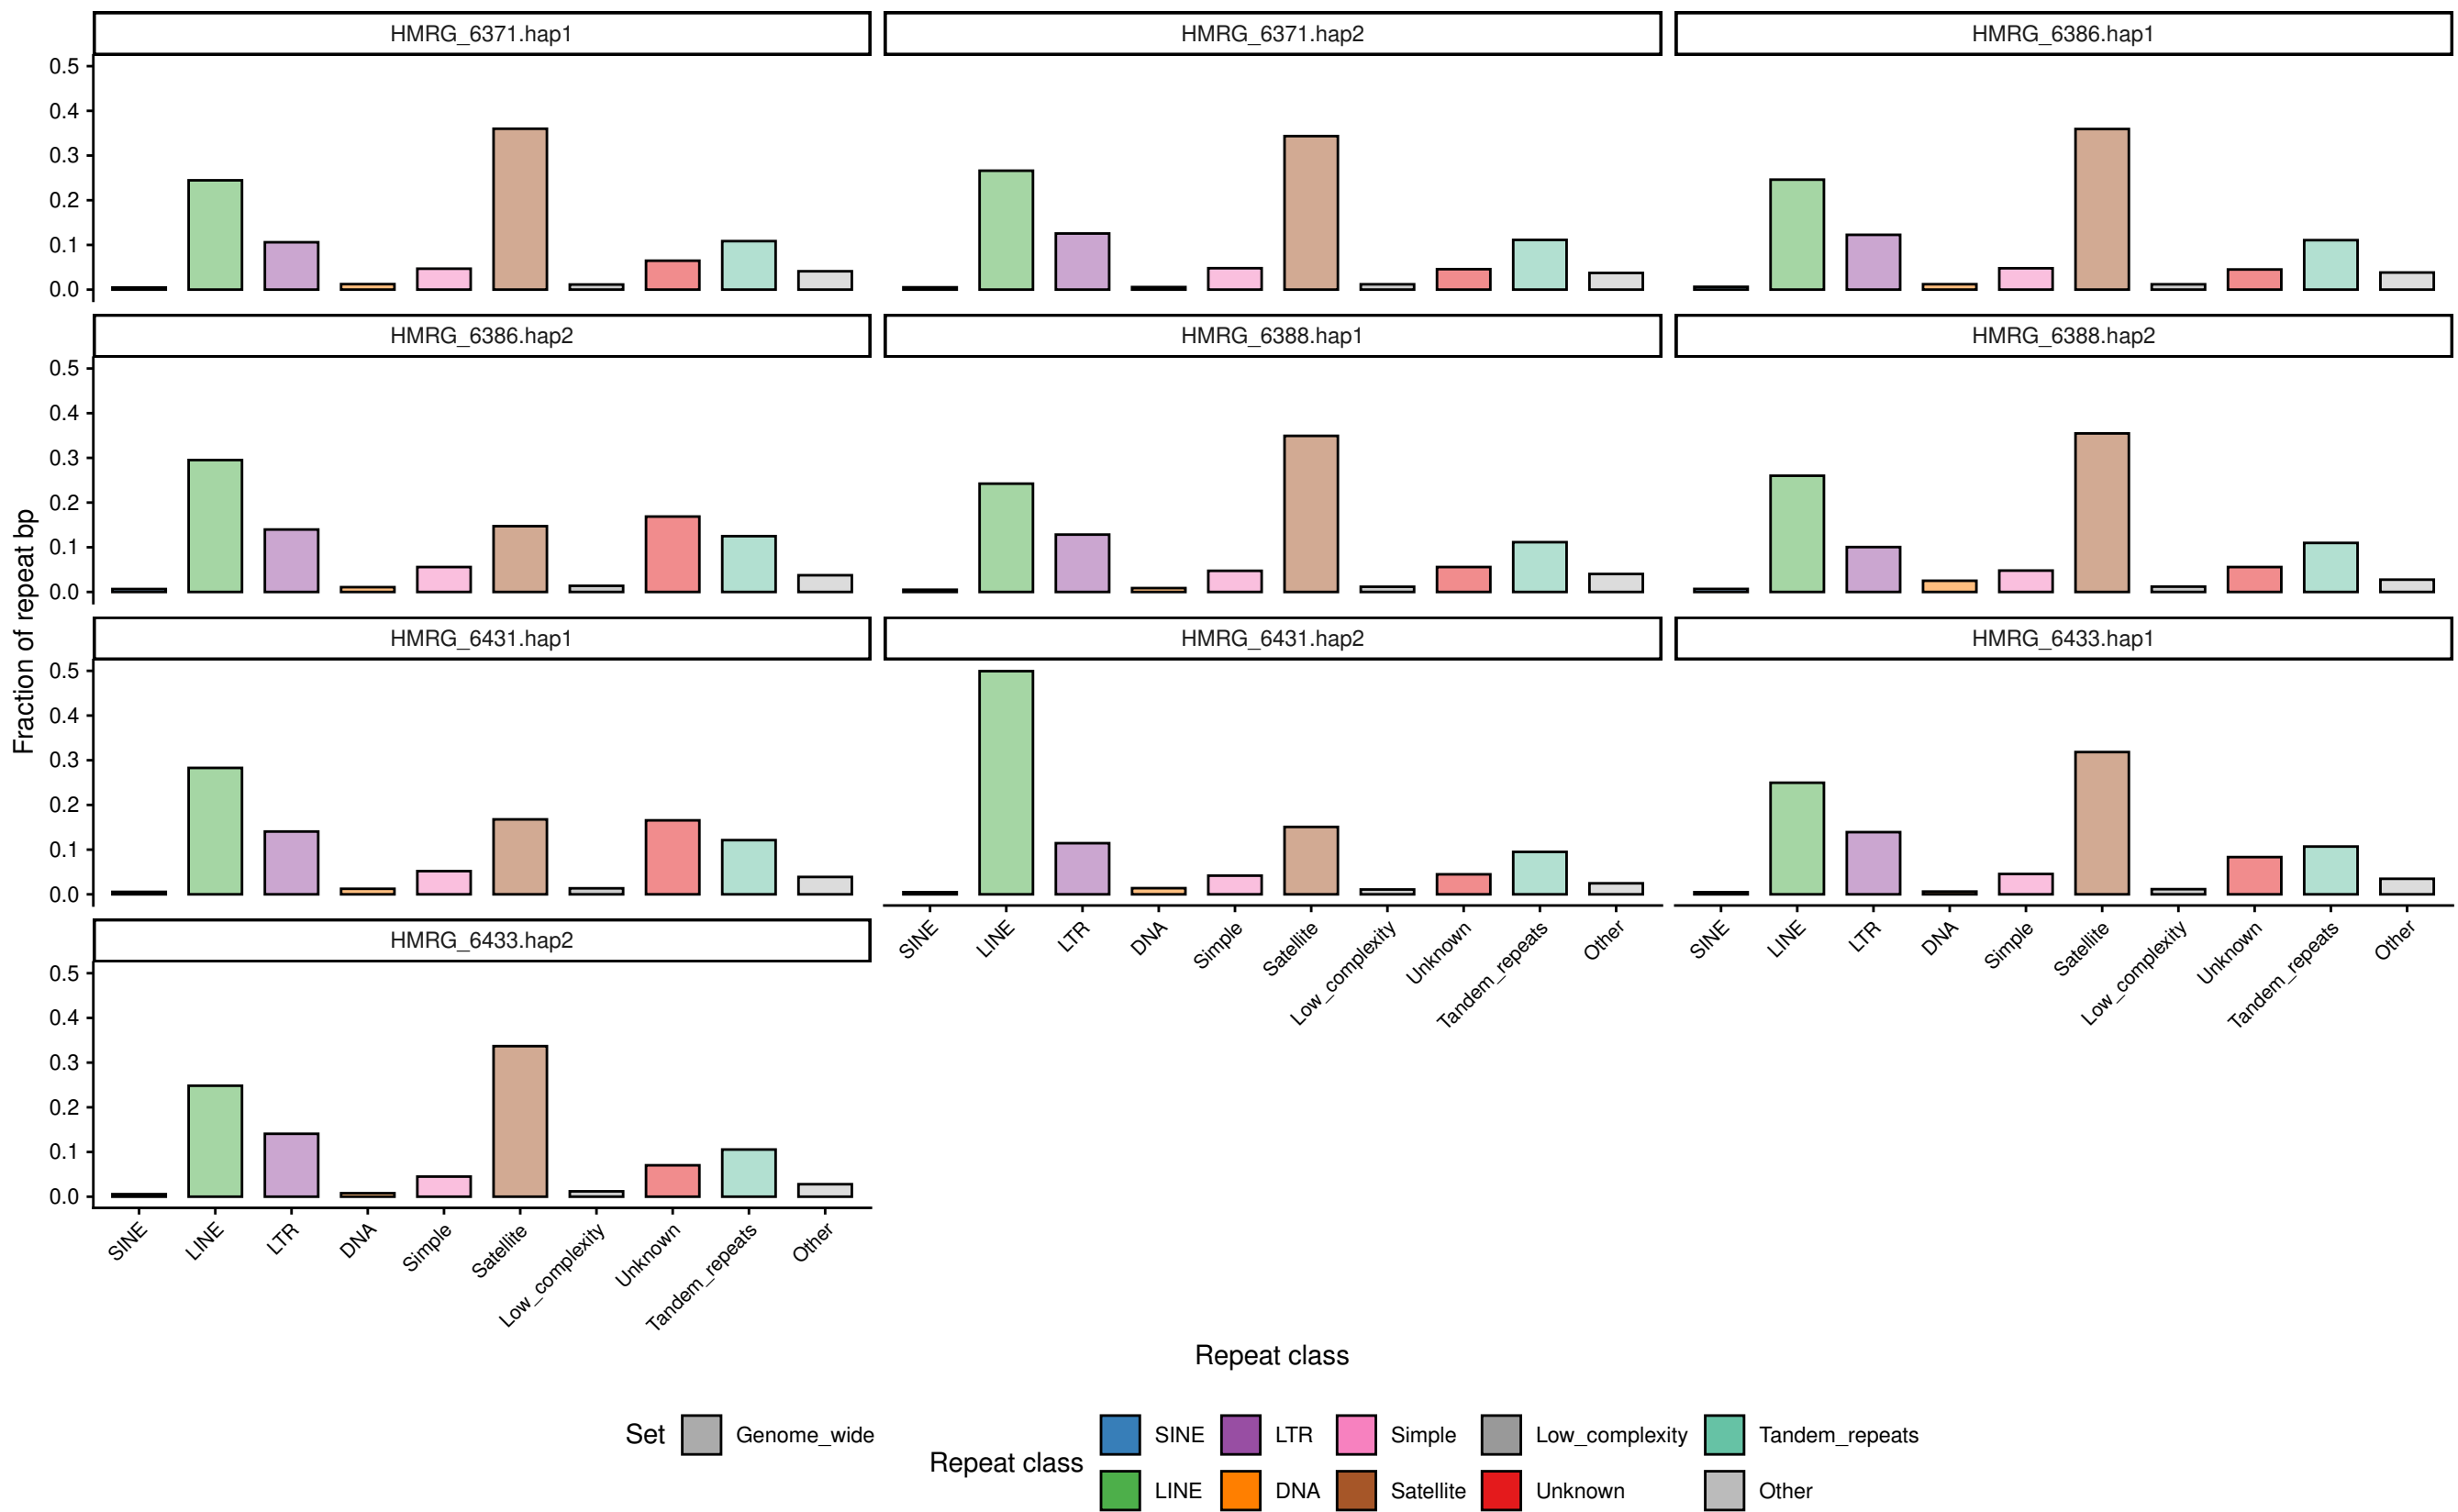 HMRG_6371.hap1 HMRG_6371.hap2 HMRG_6386.hap1
0.5
0.4
0.3
0.2
0.1
0.0
HMRG_6386.hap2 HMRG_6388.hap1 HMRG_6388.hap2
0.5
0.4
0.3
0.2
0.1
0.0
Fraction of repeat bp
HMRG_6431.hap1 HMRG_6431.hap2 HMRG_6433.hap1
0.5
0.4
0.3
0.2
0.1
0.0
SINE LINE LTR DNA Simple Satellite Low_complexity Unknown Tandem_repeats Other SINE LINE LTR DNA Simple Satellite Low_complexity Unknown Tandem_repeats Other
HMRG_6433.hap2
0.5
0.4
0.3
0.2
0.1
0.0
SINE LINE LTR DNA Simple Satellite Low_complexity Unknown Tandem_repeats Other
Repeat class
Set Genome_wide
Repeat class
SINE LTR Simple Low_complexity Tandem_repeats
LINE DNA Satellite Unknown Other